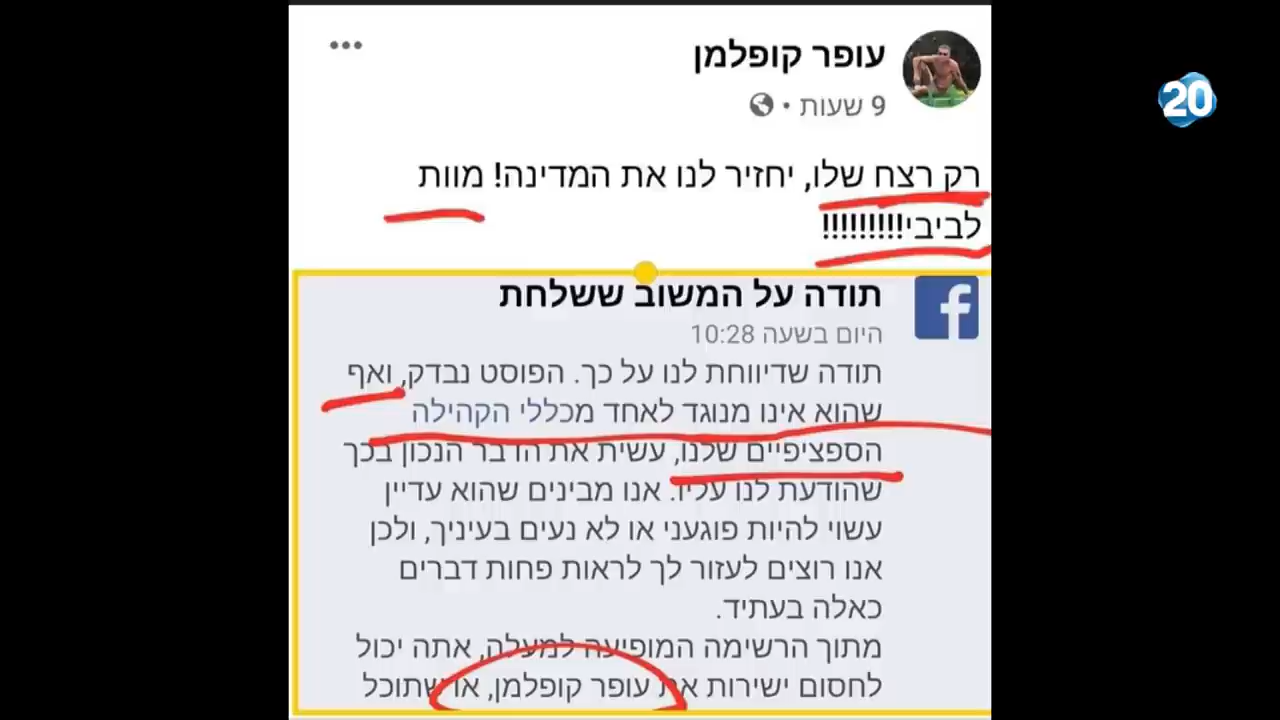 עופר קופלמן
9 שעות •
20
רק רצח שלו, יחזיר לנו את המדינה! מוות
לביבי!!!!!!!!!
תודה על המשוב ששלחת
היום בשעה 10:28
תודה שדיווחת לנו על כך. הפוסט נבדק, ואף
שהוא אינו מנוגד לאחד מכללי הקהילה
הספציפיים שלנו, עשית את הדבר הנכון בכך
שהודעת לנו עליו. אנו מבינים שהוא עדיין
עשוי להיות פוגעני או לא נעים בעיניך, ולכן
אנו רוצים לעזור לך לראות פחות דברים
כאלה בעתיד.
מתוך הרשימה המופיעה למעלה, אתה יכול
לחסום ישירות את עופר קופלמן, או שתוכל